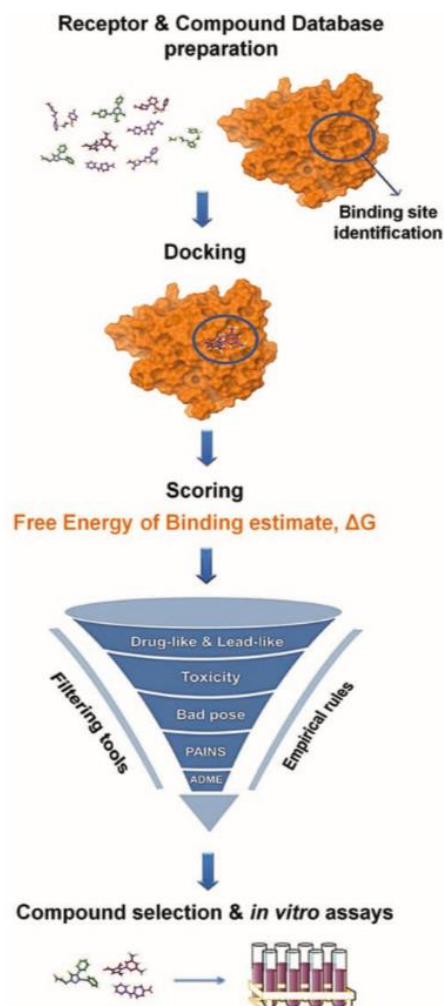 Receptor & Compound Database
preparation
Binding site
identification
Docking
Scoring
Free Energy of Binding estimate, ΔG
Drug-like & Lead-like
Toxicity
Bad pose
PAINS
ADME
Filtering tools
Empirical rules
Compound selection & in vitro assays